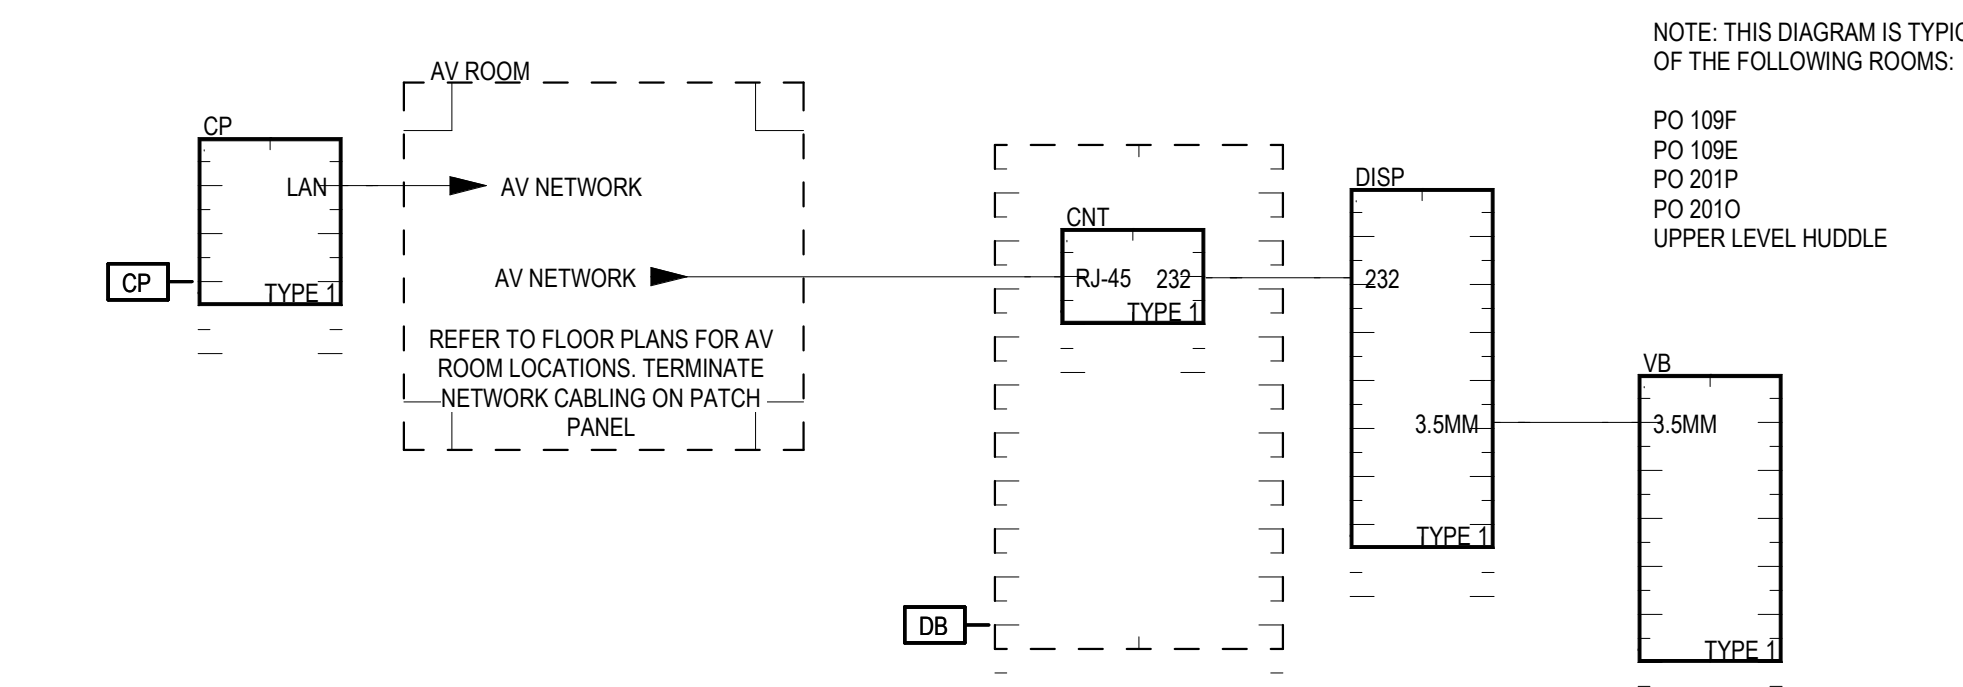 NOTE: THIS DIAGRAM IS TYPIC
OF THE FOLLOWING ROOMS:
PO 109F
PO 109E
PO 201P
PO 201O
UPPER LEVEL HUDDLE
AV ROOM
CP
LAN
TYPE 1
CP
AV NETWORK
AV NETWORK
REFER TO FLOOR PLANS FOR AV
ROOM LOCATIONS. TERMINATE
NETWORK CABLING ON PATCH
PANEL
CNT
RJ-45 232
TYPE 1
DB
DISP
232
3.5MM
TYPE 1
VB
3.5MM
TYPE 1